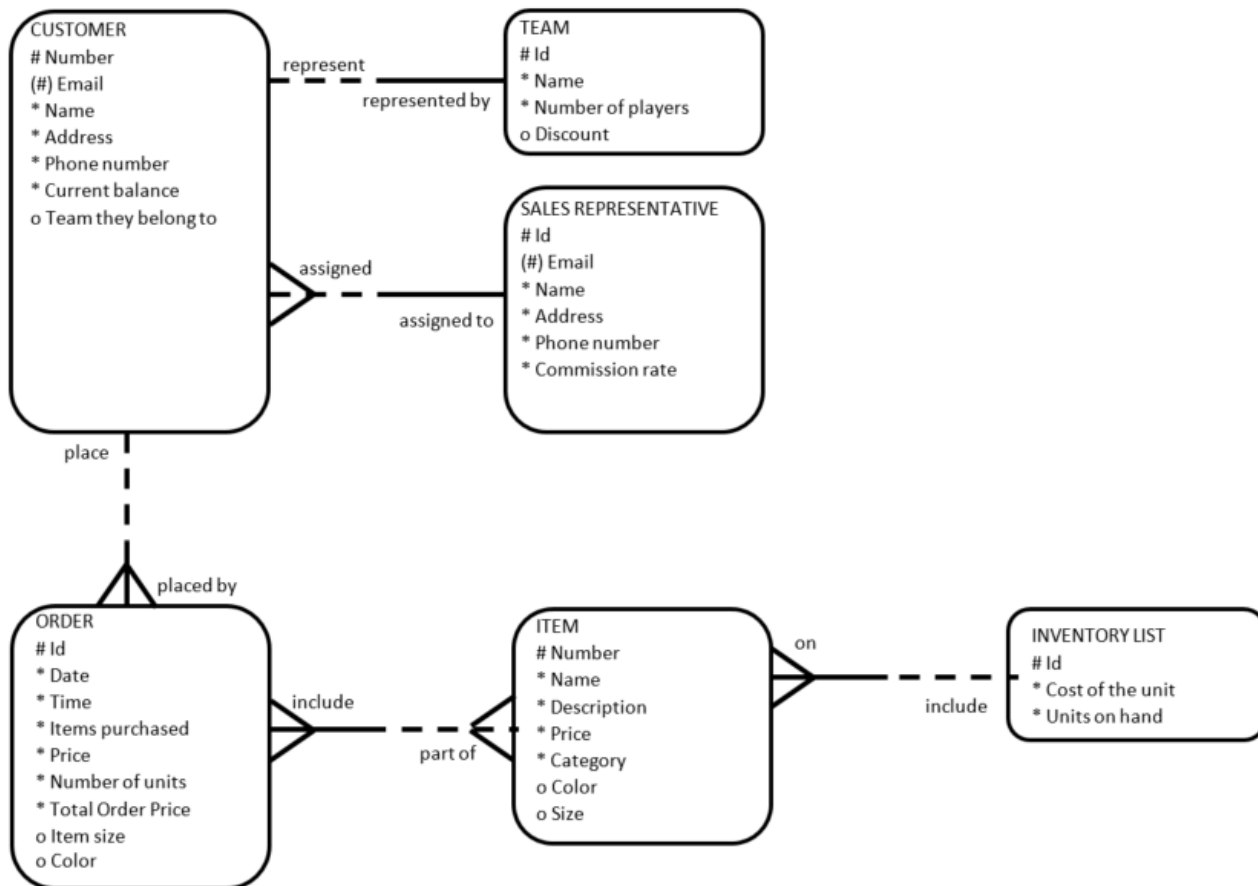 CUSTOMER
# Number
(#) Email
* Name
* Address
* Phone number
* Current balance
o Team they belong to
represent
represented by
TEAM
# Id
* Name
* Number of players
o Discount
assigned
assigned to
SALES REPRESENTATIVE
# Id
(#) Email
* Name
* Address
* Phone number
* Commission rate
place
placed by
ORDER
# Id
* Date
* Time
* Items purchased
* Price
* Number of units
* Total Order Price
o Item size
o Color
include
part of
ITEM
# Number
* Name
* Description
* Price
* Category
o Color
o Size
on
include
INVENTORY LIST
# Id
* Cost of the unit
* Units on hand